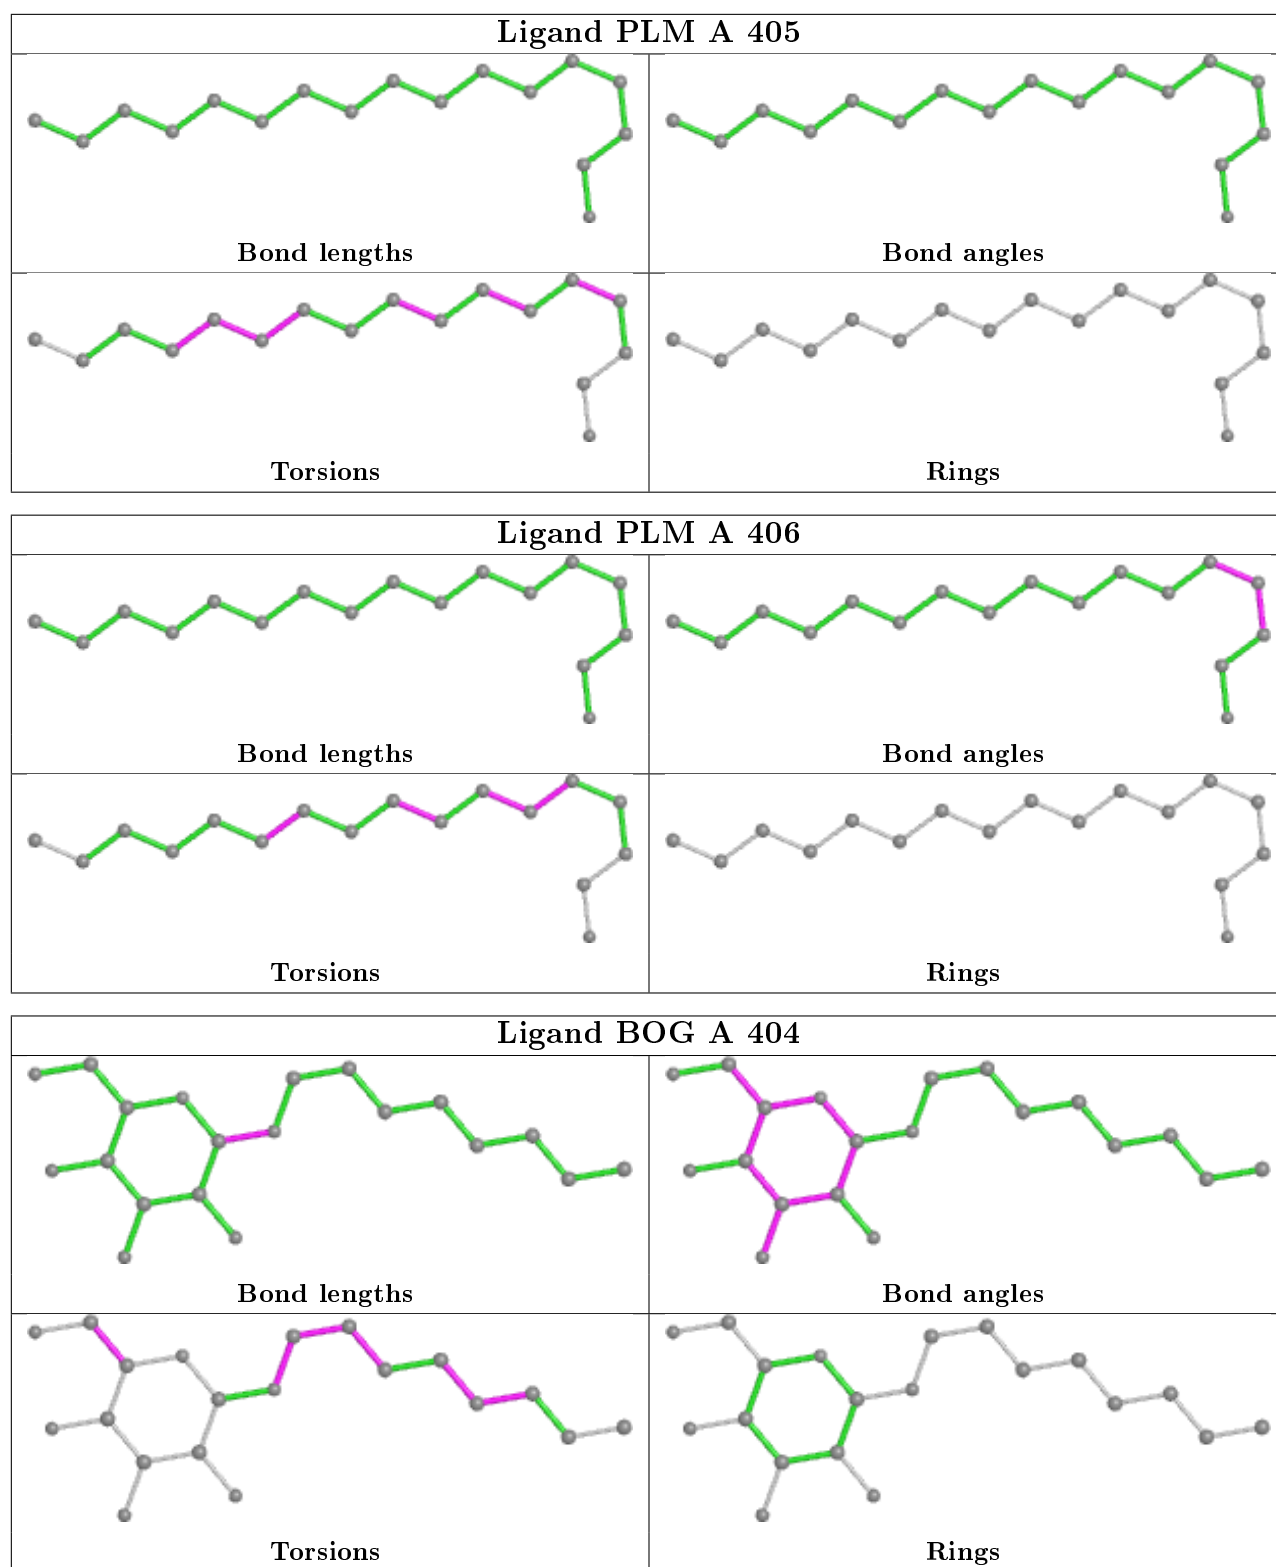 Ligand PLM A 405
Bond lengths
Bond angles
Torsions
Rings
Ligand PLM A 406
Bond lengths
Bond angles
Torsions
Rings
Ligand BOG A 404
Bond lengths
Bond angles
Torsions
Rings